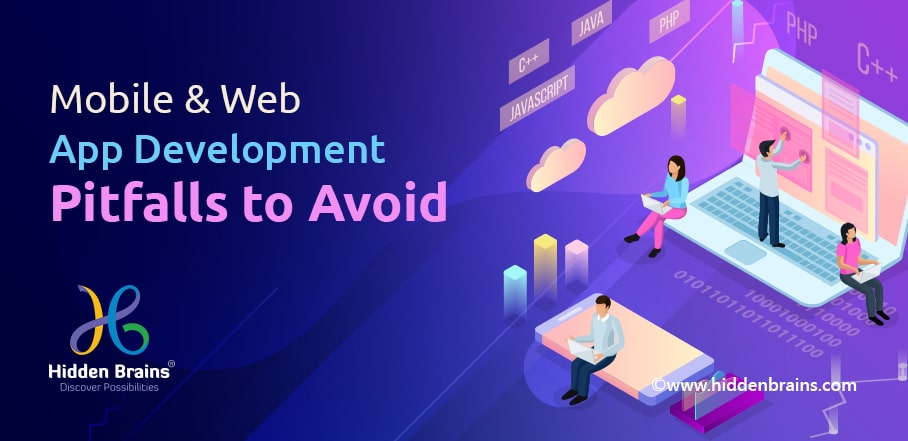 Mobile & Web
App Development
Pitfalls to Avoid
Hidden Brains®
Discover Possibilities
C++
JAVA
PHP
JAVASCRIPT
PHP
C++
©www.hiddenbrains.com